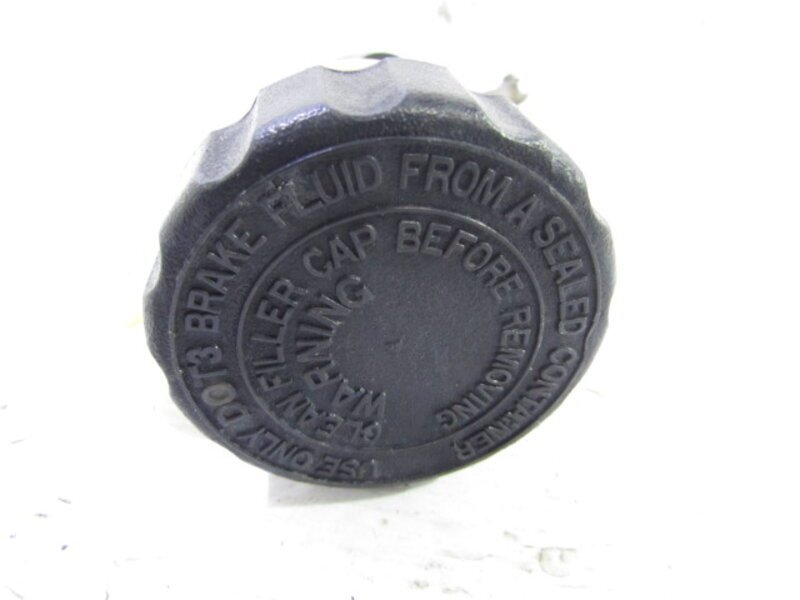 USE ONLY DOT3 BRAKE FLUID FROM A SEALED CONTAINER
CLEAN FILLER CAP BEFORE REMOVING
WARNING